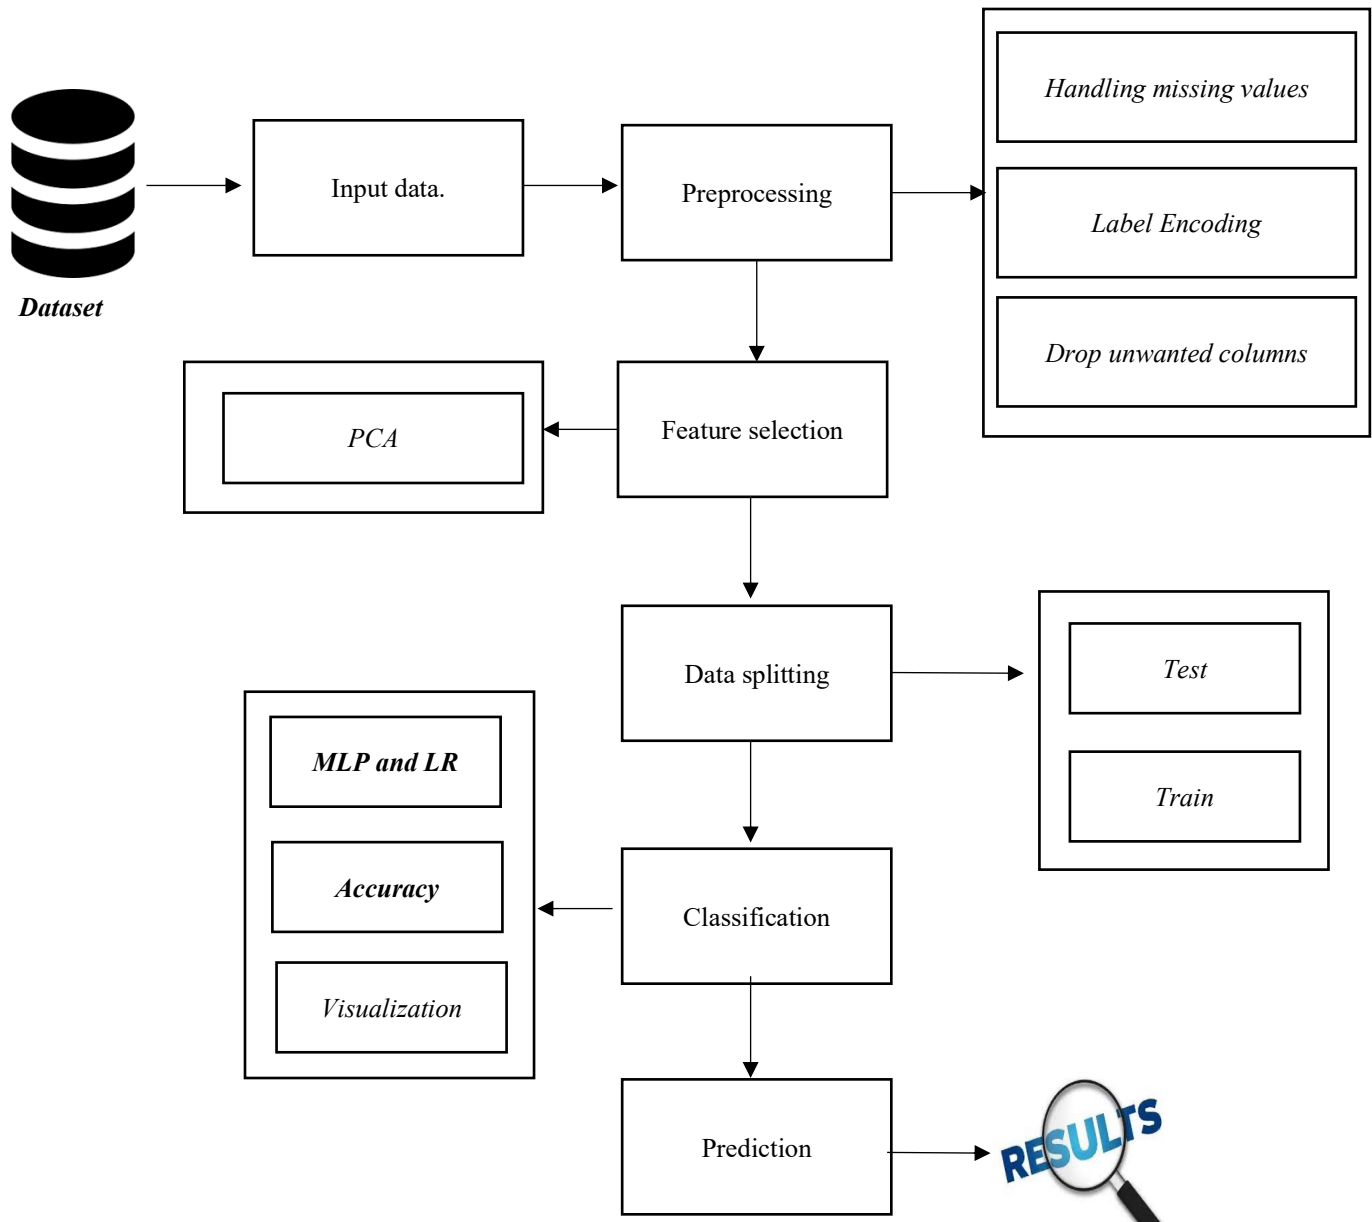 Handling missing values
Input data.
Preprocessing
Label Encoding
Dataset
Drop unwanted columns
PCA
Feature selection
Data splitting
Test
MLP and LR
Train
Accuracy
Classification
Visualization
Prediction
RESULTS